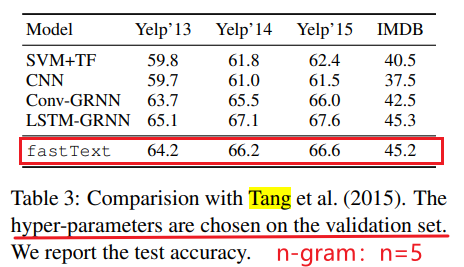 Model Yelp'13 Yelp'14 Yelp'15 IMDB
SVM+TF 59.8 61.8 62.4 40.5
CNN 59.7 61.0 61.5 37.5
Conv-GRNN 63.7 65.5 66.0 42.5
LSTM-GRNN 65.1 67.1 67.6 45.3
fastText 64.2 66.2 66.6 45.2
Table 3: Comparision with Tang et al. (2015). The
hyper-parameters are chosen on the validation set.
We report the test accuracy. n-gram: n=5